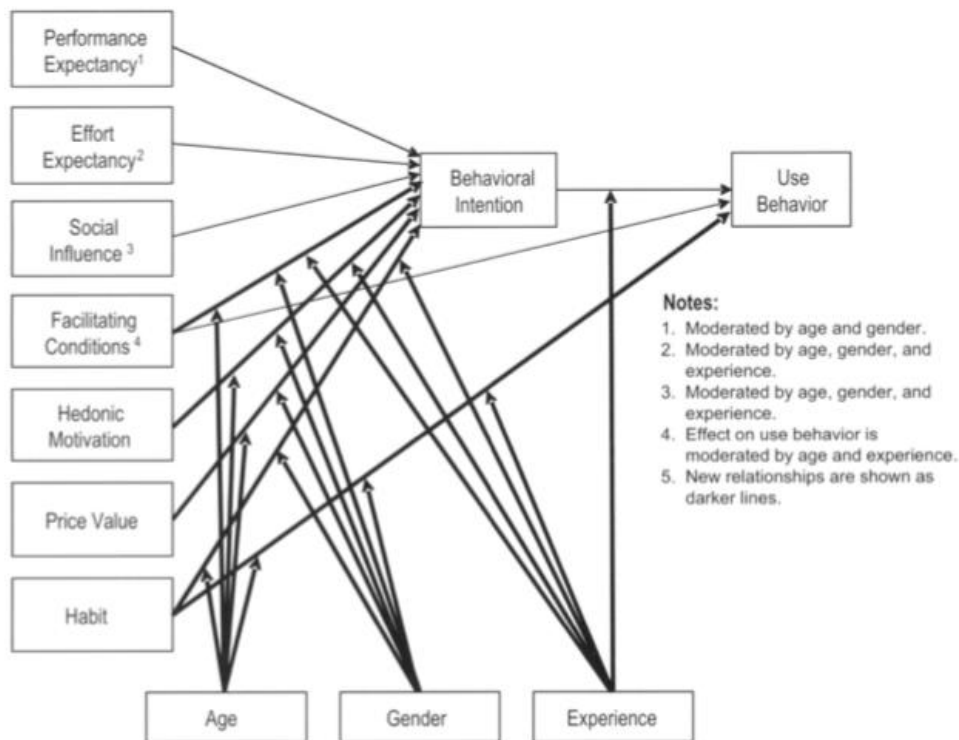 Performance
Expectancy1
Effort
Expectancy2
Social
Influence 3
Facilitating
Conditions 4
Hedonic
Motivation
Price Value
Habit
Behavioral
Intention
Use
Behavior
Notes:
1. Moderated by age and gender.
2. Moderated by age, gender, and
experience.
3. Moderated by age, gender, and
experience.
4. Effect on use behavior is
moderated by age and experience.
5. New relationships are shown as
darker lines.
Age
Gender
Experience